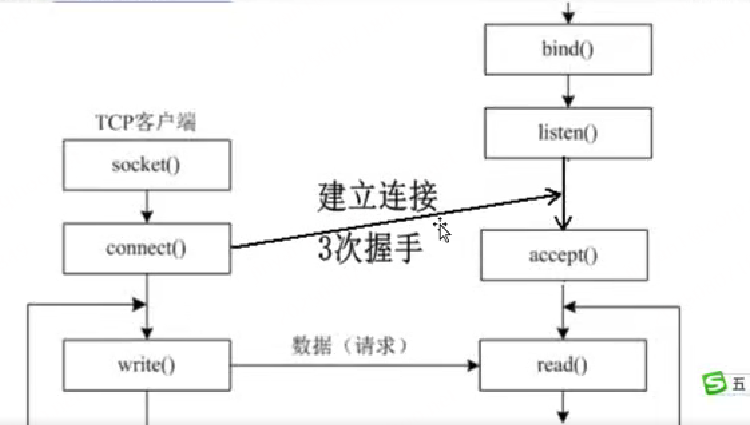 bind()
listen()
TCP客户端
socket()
建立连接
connect()
3次握手
accept()
数据（请求）
write()
read()
五